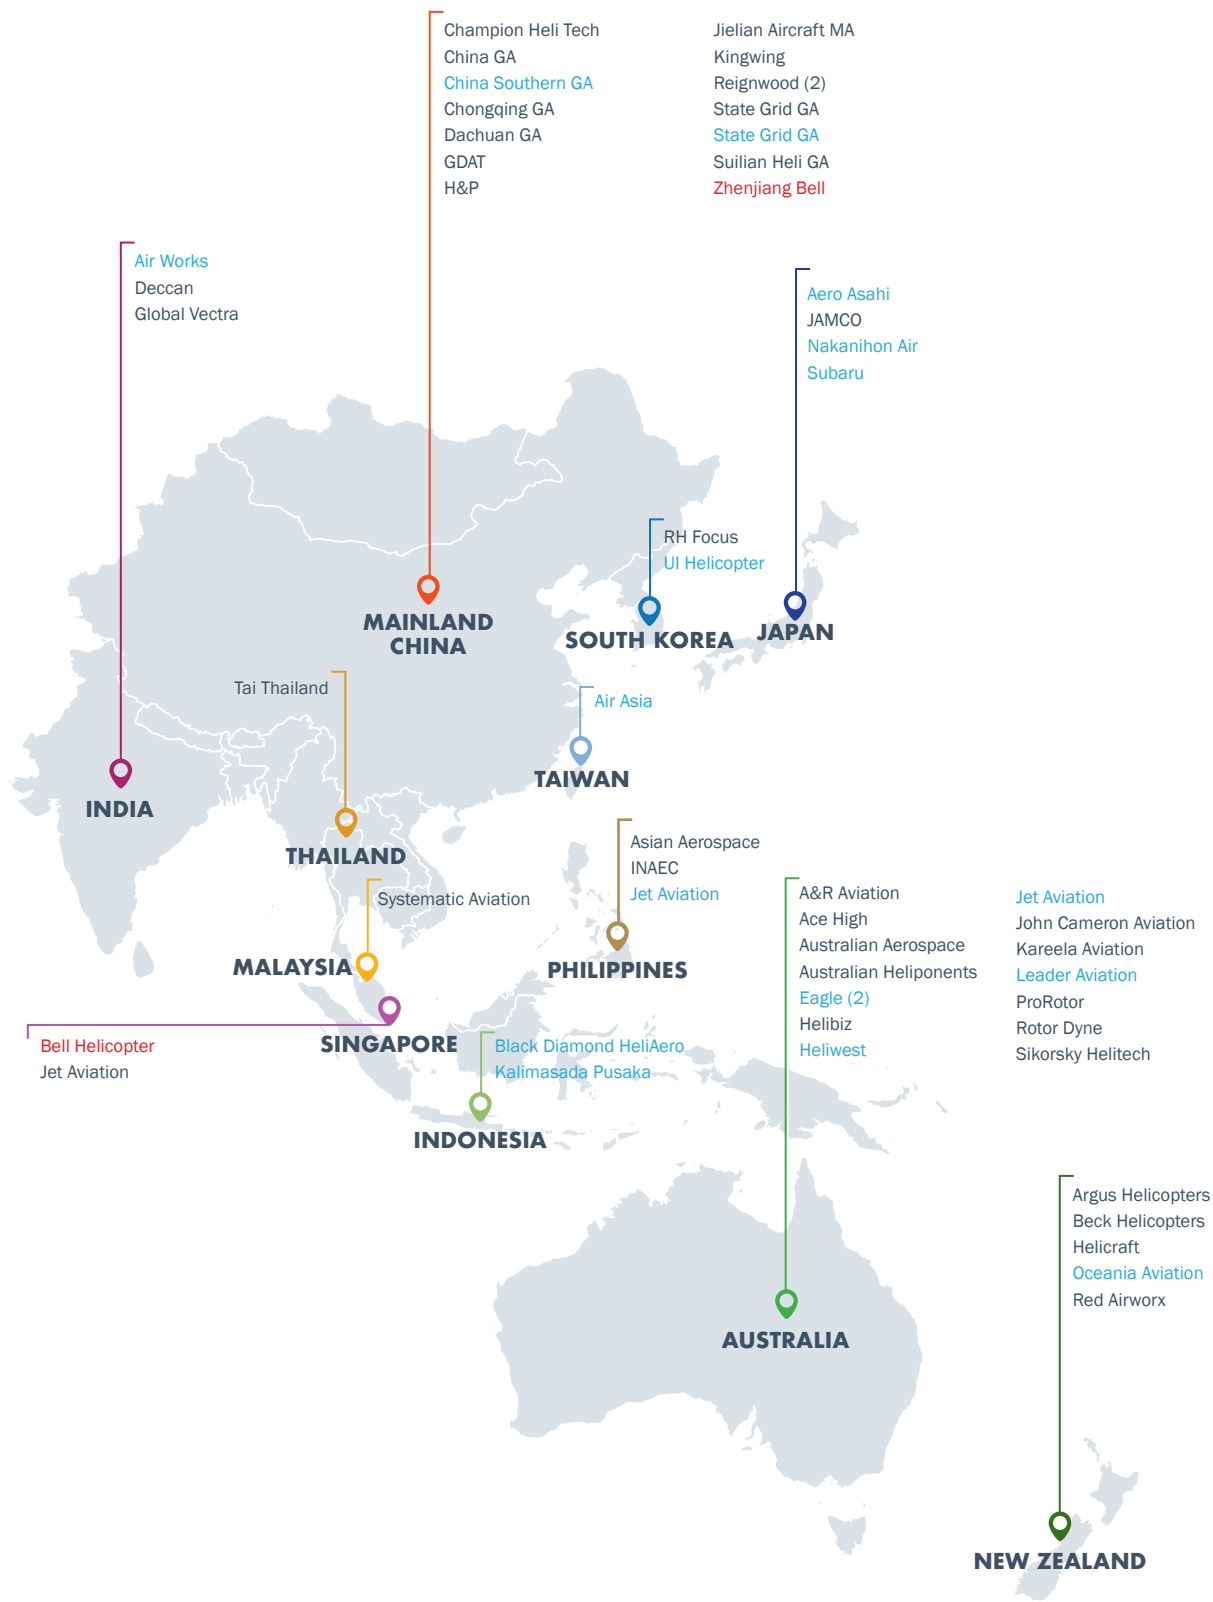 Champion Heli Tech
China GA
China Southern GA
Chongqing GA
Dachuan GA
GDAT
H&P
Jielian Aircraft MA
Kingwing
Reignwood (2)
State Grid GA
State Grid GA
Suilian Heli GA
Zhenjiang Bell
MAINLAND
CHINA
Air Works
Deccan
Global Vectra
INDIA
Aero Asahi
JAMCO
Nakanihon Air
Subaru
JAPAN
RH Focus
UI Helicopter
SOUTH KOREA
Tai Thailand
THAILAND
Air Asia
TAIWAN
Systematic Aviation
MALAYSIA
Asian Aerospace
INAEC
Jet Aviation
PHILIPPINES
Bell Helicopter
Jet Aviation
SINGAPORE
Black Diamond HeliAero
Kalimasada Pusaka
INDONESIA
A&R Aviation
Ace High
Australian Aerospace
Australian Heliponents
Eagle (2)
Helibiz
Heliwest
Jet Aviation
John Cameron Aviation
Kareela Aviation
Leader Aviation
ProRotor
Rotor Dyne
Sikorsky Helitech
AUSTRALIA
Argus Helicopters
Beck Helicopters
Helicraft
Oceania Aviation
Red Airworx
NEW ZEALAND